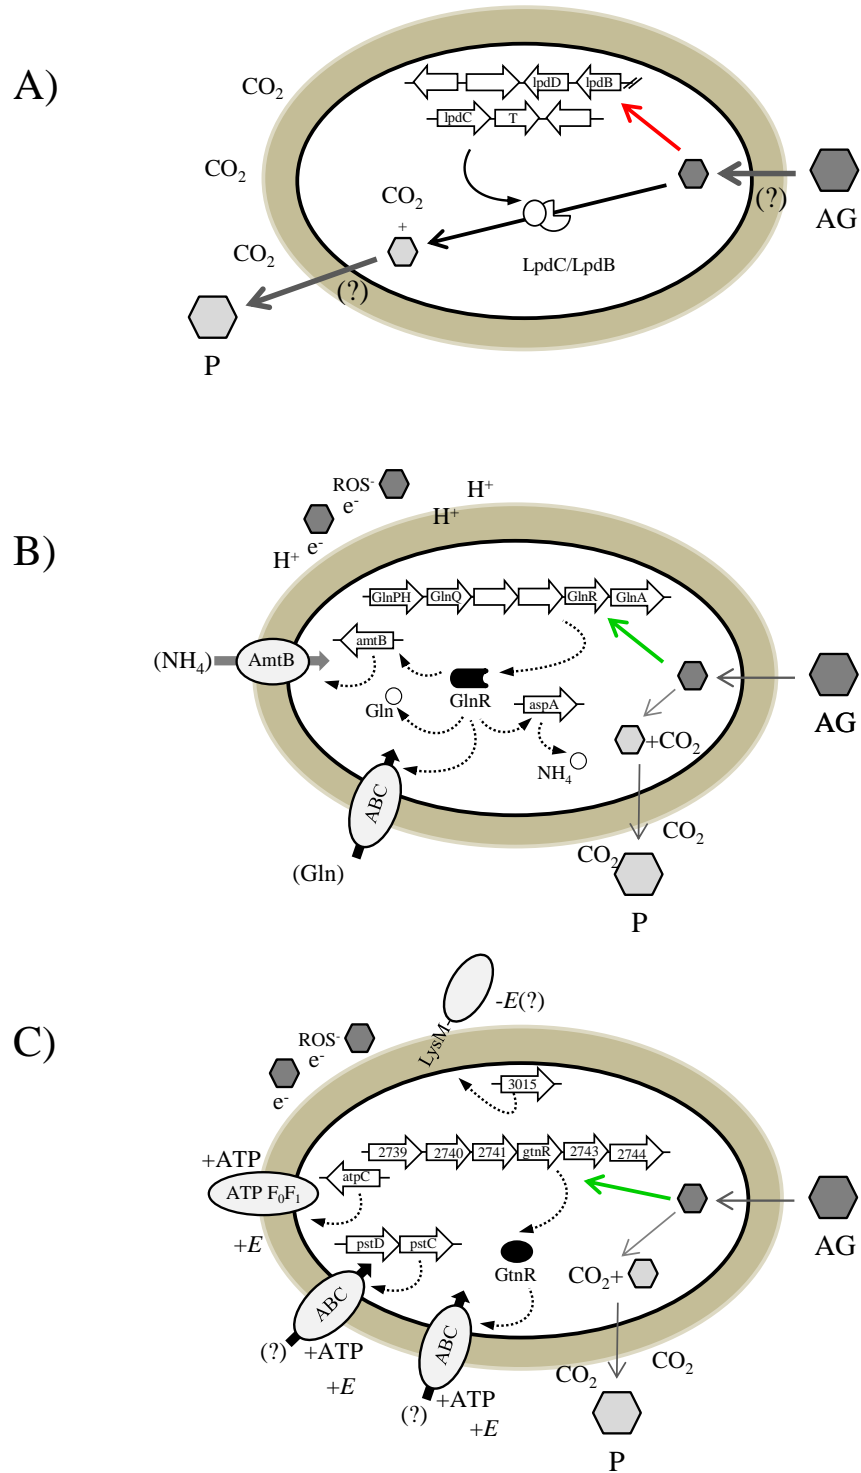 A)
CO2
lpdD
lpdB
lpdC
T
CO2
CO2
+
(?)
AG
LpdC/LpdB
CO2
(?)
P
B)
ROS-
e-
H+
H+
e-
H+
GlnPH
GlnQ
GlnR
GlnA
amtB
(NH4)
AmtB
GlnR
Gln
aspA
AG
+CO2
NH4
ABC
CO2
CO2
(Gln)
P
C)
-E(?)
LysM
ROS-
e-
e-
3015
2739
2740
2741
gtnR
2743
2744
+ATP
atpC
ATP F0F1
+E
pstD
pstC
AG
GtnR
CO2+
ABC
ABC
(?)
+ATP
+E
CO2
CO2
(?)
+ATP
+E
P